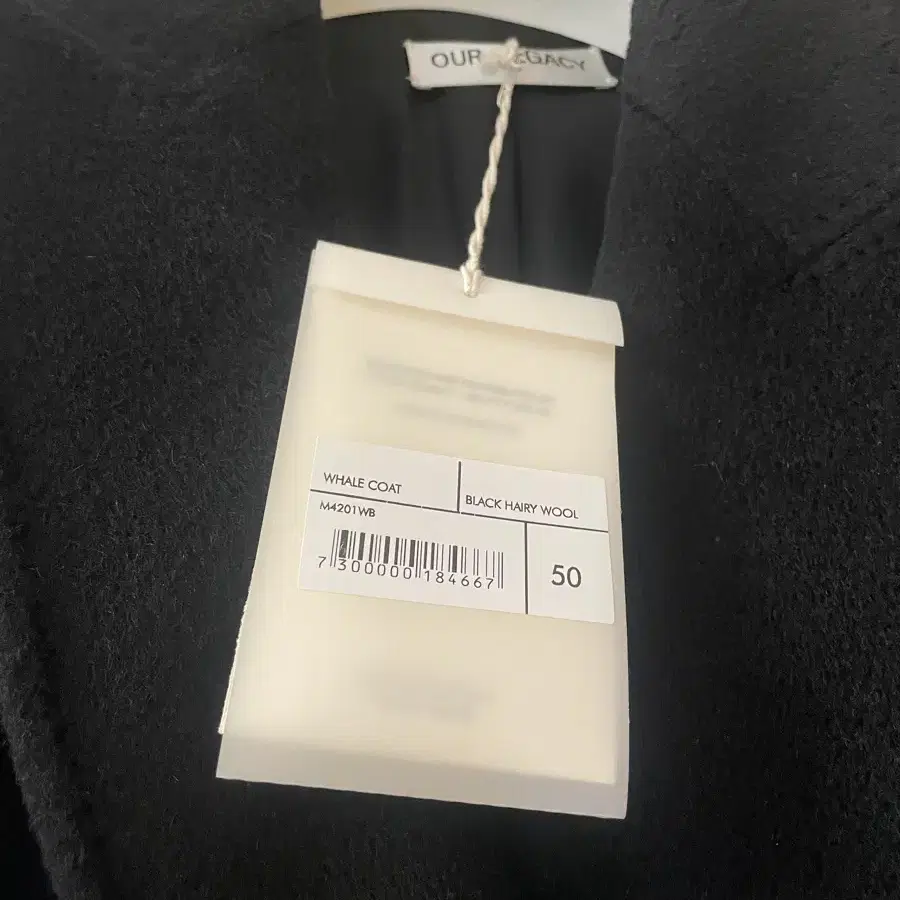 OUR LEGACY
WHALE COAT
BLACK HAIRY WOOL
M4201WB
7 300000 184667
50